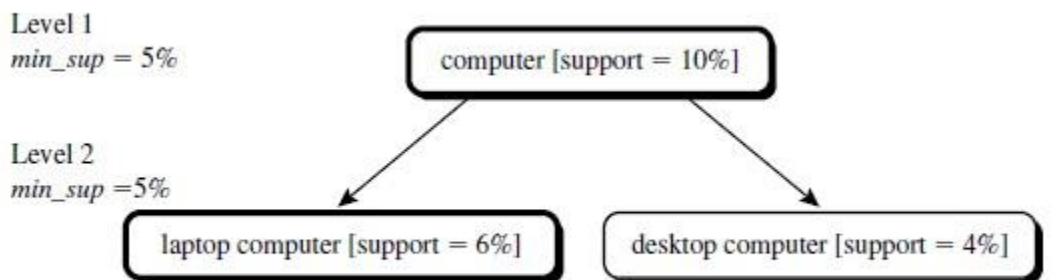 Level 1
min_sup = 5%
computer [support = 10%]
Level 2
min_sup =5%
laptop computer [support = 6%]
desktop computer [support = 4%]